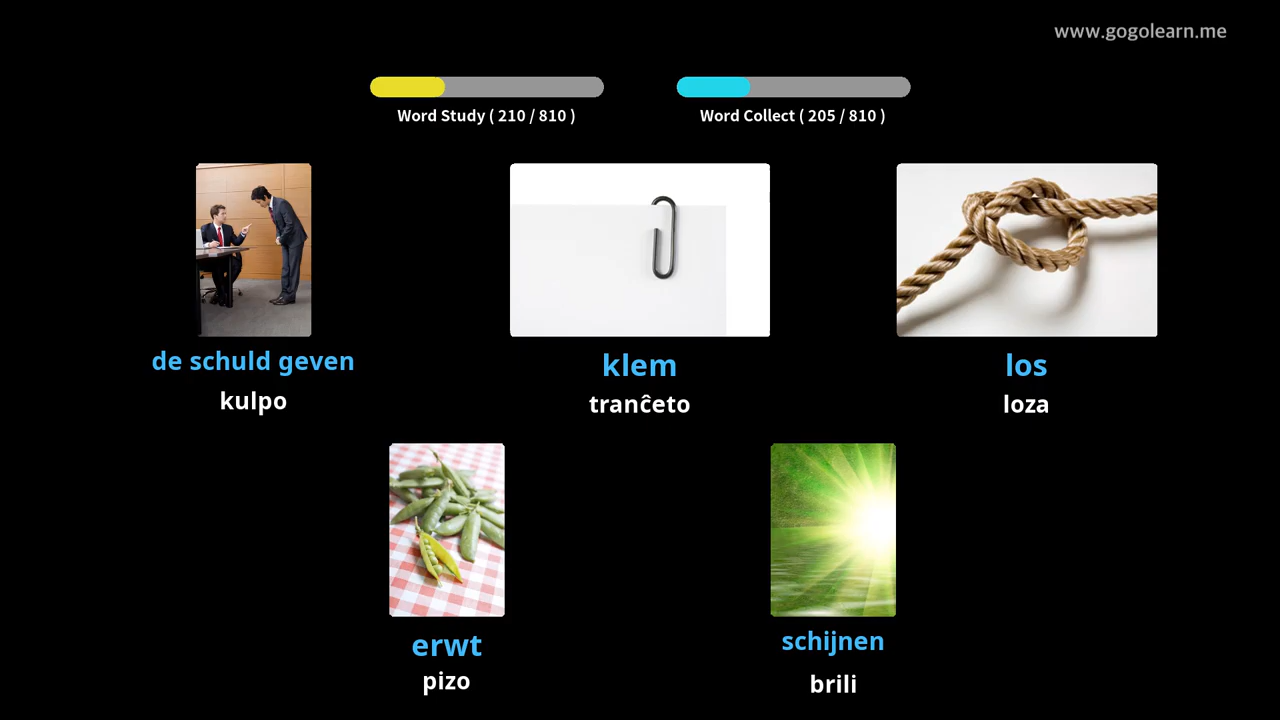 www.gogolearn.me
Word Study ( 210 / 810 )
Word Collect ( 205 / 810 )
de schuld geven
kulpo
klem
tranĉeto
los
loza
erwt
pizo
schijnen
brili